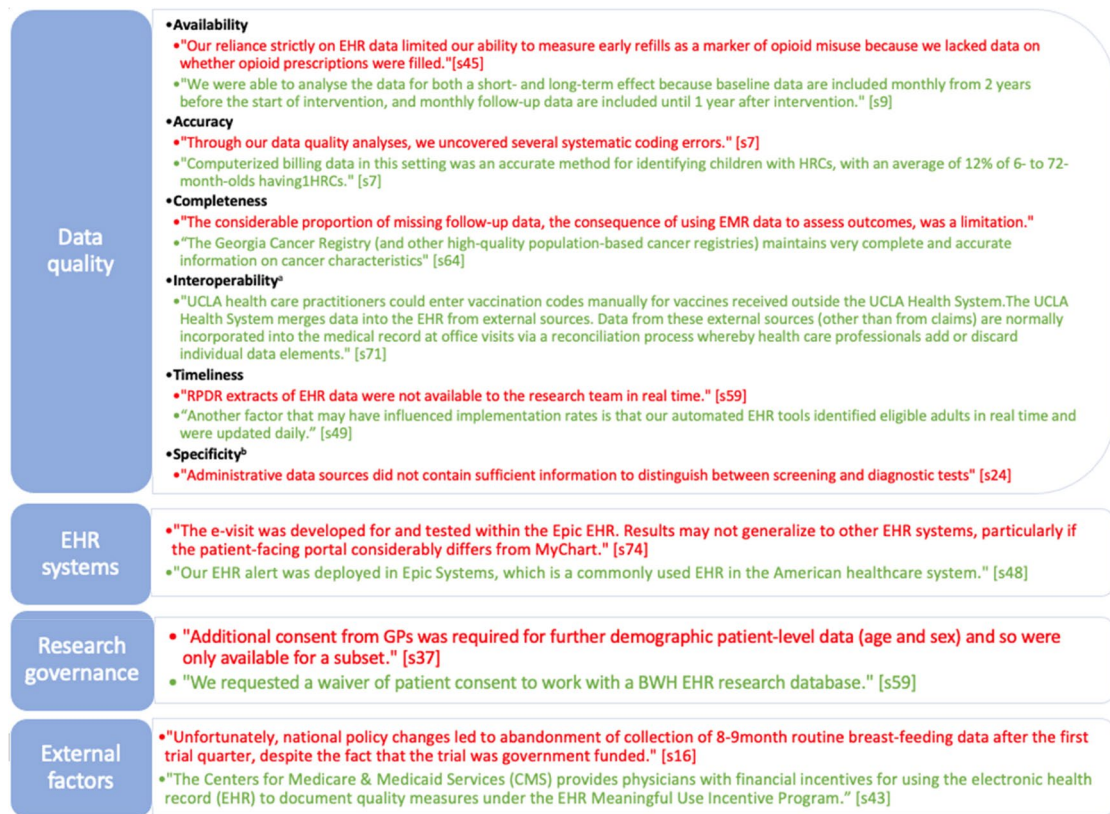 Data
quality
•Availability
•"Our reliance strictly on EHR data limited our ability to measure early refills as a marker of opioid misuse because we lacked data on
whether opioid prescriptions were filled."[s45]
•"We were able to analyse the data for both a short- and long-term effect because baseline data are included monthly from 2 years
before the start of intervention, and monthly follow-up data are included until 1 year after intervention." [s9]
•Accuracy
•"Through our data quality analyses, we uncovered several systematic coding errors." [s7]
•"Computerized billing data in this setting was an accurate method for identifying children with HRCs, with an average of 12% of 6- to 72-
month-olds having1HRCs." [s7]
•Completeness
•"The considerable proportion of missing follow-up data, the consequence of using EMR data to assess outcomes, was a limitation."
•“The Georgia Cancer Registry (and other high-quality population-based cancer registries) maintains very complete and accurate
information on cancer characteristics" [s64]
•Interoperabilityᵃ
•"UCLA health care practitioners could enter vaccination codes manually for vaccines received outside the UCLA Health System.The UCLA
Health System merges data into the EHR from external sources. Data from these external sources (other than from claims) are normally
incorporated into the medical record at office visits via a reconciliation process whereby health care professionals add or discard
individual data elements." [s71]
•Timeliness
•"RPDR extracts of EHR data were not available to the research team in real time." [s59]
•“Another factor that may have influenced implementation rates is that our automated EHR tools identified eligible adults in real time and
were updated daily.” [s49]
•Specificityᵇ
•"Administrative data sources did not contain sufficient information to distinguish between screening and diagnostic tests" [s24]
EHR
systems
•"The e-visit was developed for and tested within the Epic EHR. Results may not generalize to other EHR systems, particularly if
the patient-facing portal considerably differs from MyChart." [s74]
•"Our EHR alert was deployed in Epic Systems, which is a commonly used EHR in the American healthcare system." [s48]
Research
governance
• "Additional consent from GPs was required for further demographic patient-level data (age and sex) and so were
only available for a subset." [s37]
• "We requested a waiver of patient consent to work with a BWH EHR research database." [s59]
External
factors
•"Unfortunately, national policy changes led to abandonment of collection of 8-9month routine breast-feeding data after the first
trial quarter, despite the fact that the trial was government funded." [s16]
•"The Centers for Medicare & Medicaid Services (CMS) provides physicians with financial incentives for using the electronic health
record (EHR) to document quality measures under the EHR Meaningful Use Incentive Program.” [s43]